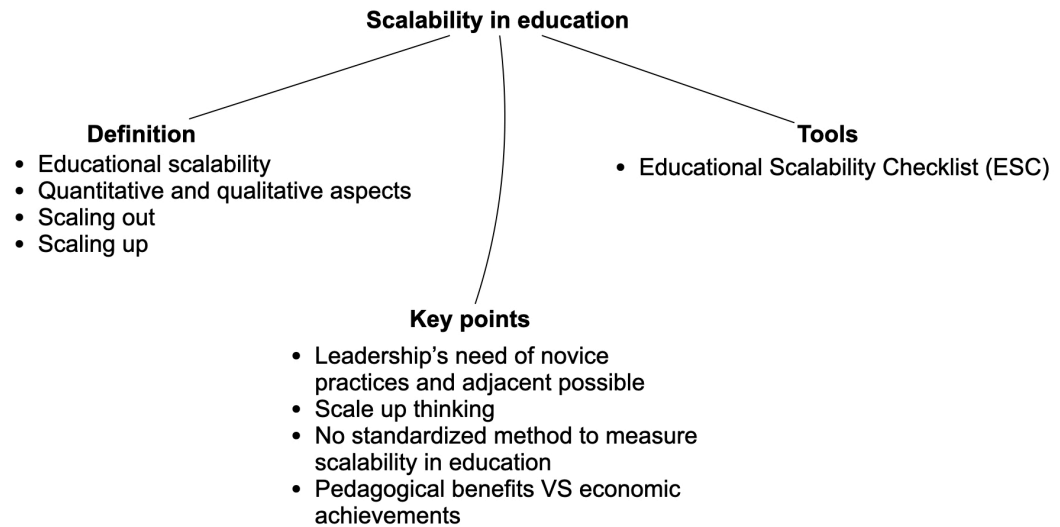 Scalability in education
Definition
• Educational scalability
• Quantitative and qualitative aspects
• Scaling out
• Scaling up
Tools
• Educational Scalability Checklist (ESC)
Key points
• Leadership’s need of novice
practices and adjacent possible
• Scale up thinking
• No standardized method to measure
scalability in education
• Pedagogical benefits VS economic
achievements